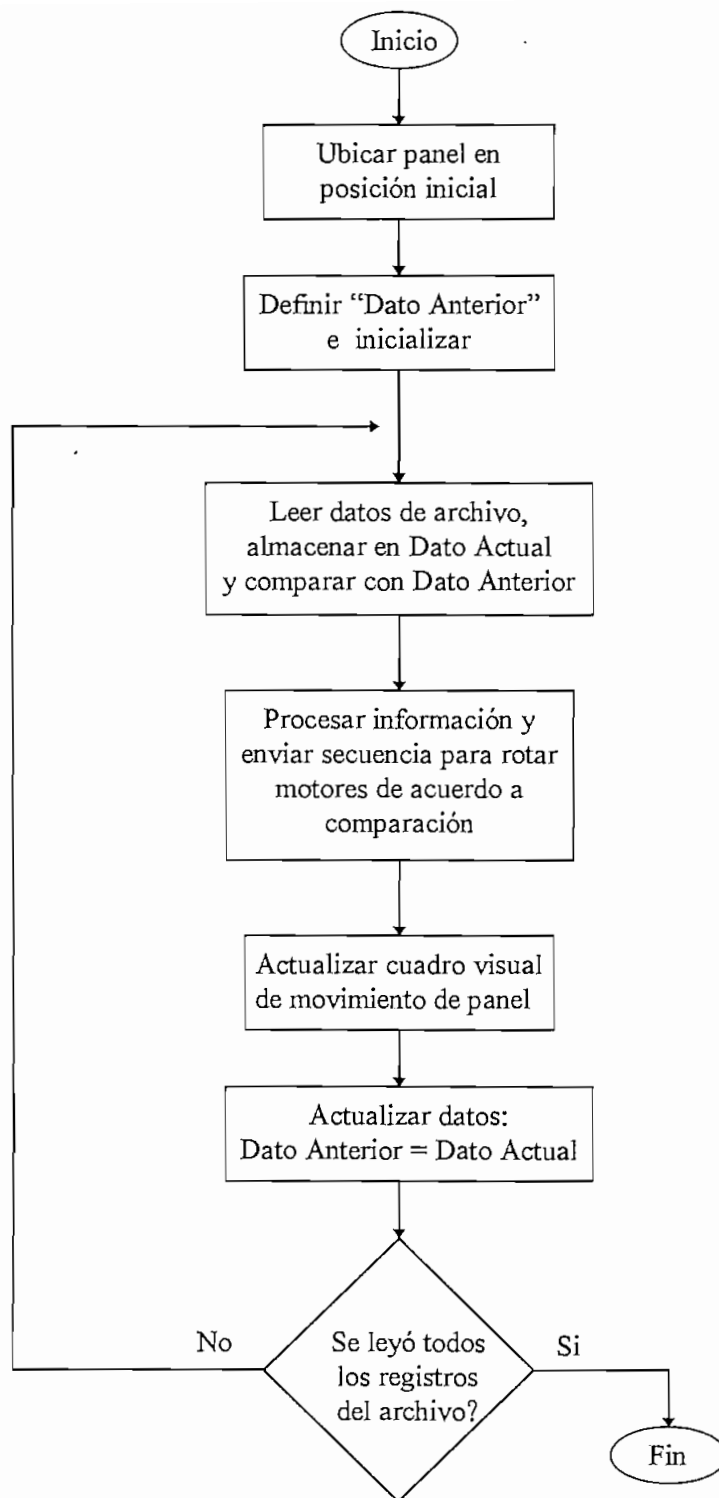 Inicio
Ubicar panel en
posición inicial
Definir “Dato Anterior”
e inicializar
Leer datos de archivo,
almacenar en Dato Actual
y comparar con Dato Anterior
Procesar información y
enviar secuencia para rotar
motores de acuerdo a
comparación
Actualizar cuadro visual
de movimiento de panel
Actualizar datos:
Dato Anterior = Dato Actual
Se leyó todos
los registros
del archivo?
No
Si
Fin